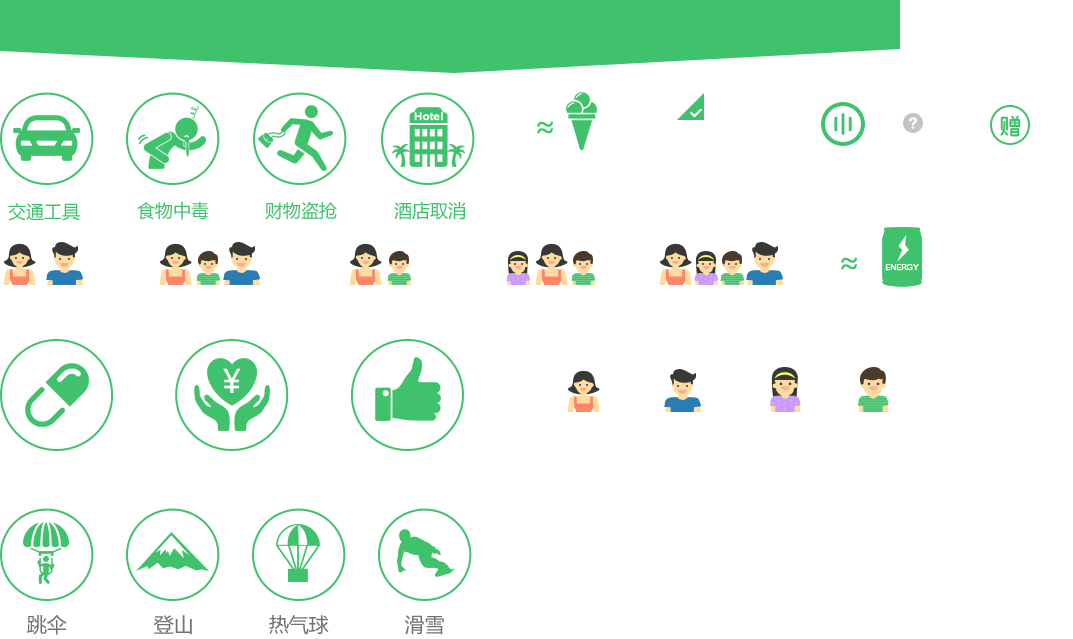 Hotel
≈
?
赠
交通工具
食物中毒
财物盗抢
酒店取消
≈
ENERGY
¥
跳伞
登山
热气球
滑雪